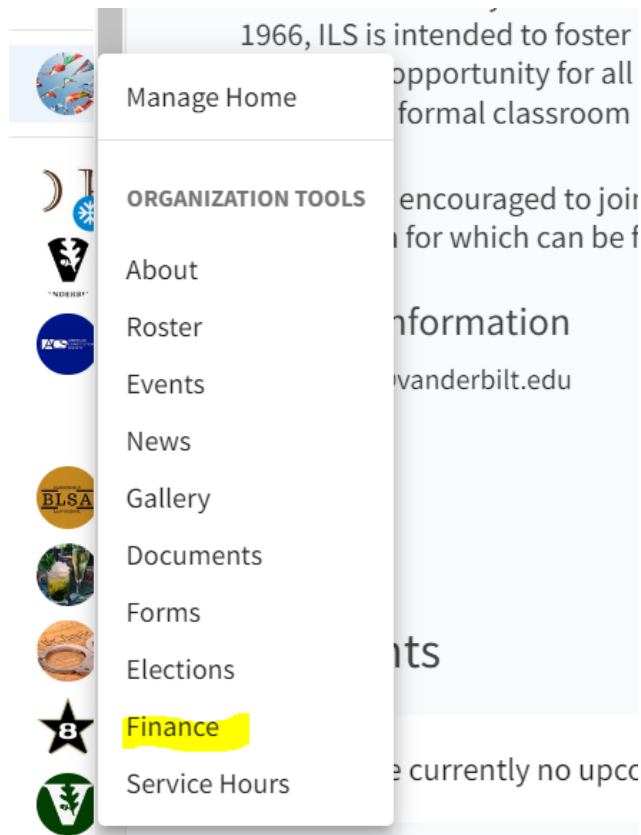 1966, ILS is intended to foster
opportunity for all
formal classroom
encouraged to join
for which can be f
nformation
vanderbilt.edu
nts
currently no upco
Manage Home
ORGANIZATION TOOLS
About
Roster
Events
News
Gallery
Documents
Forms
Elections
Finance
Service Hours
ACS
BLSA
8
V